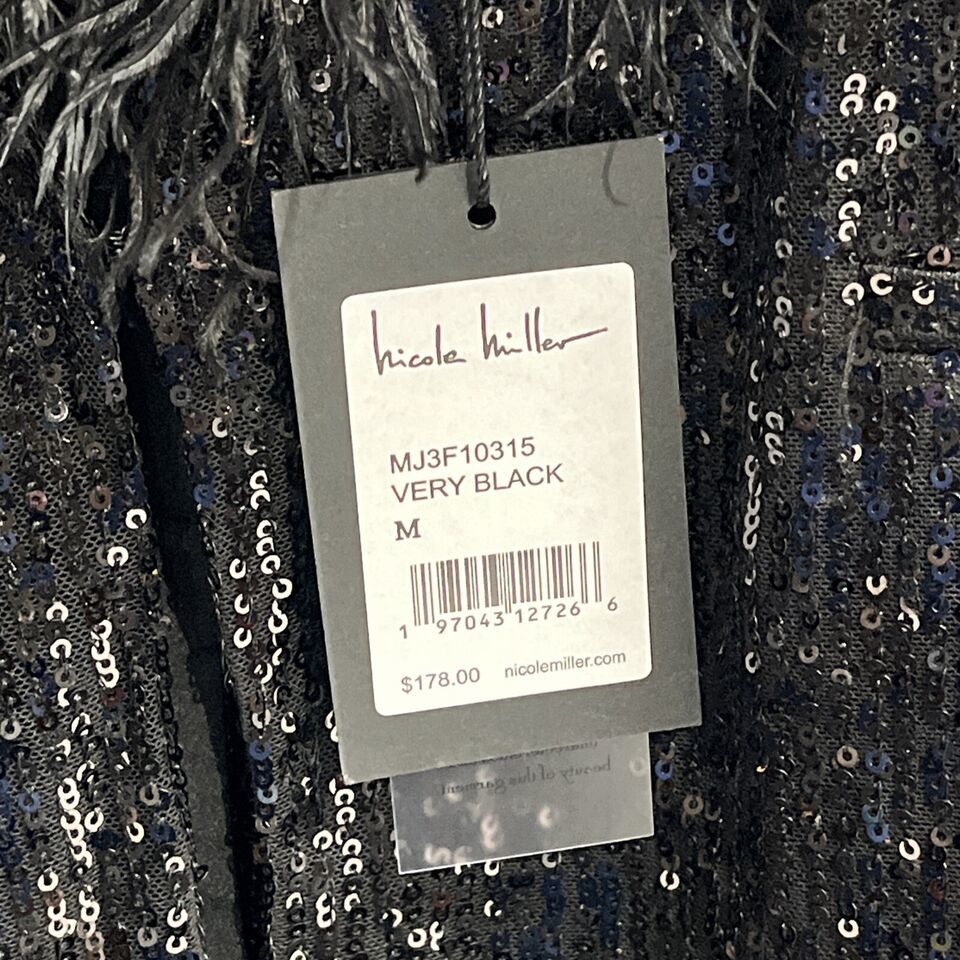 nicole miller
MJ3F10315
VERY BLACK
M
1 97043 12726 6
$178.00 nicolemiller.com
beauty of this garment.